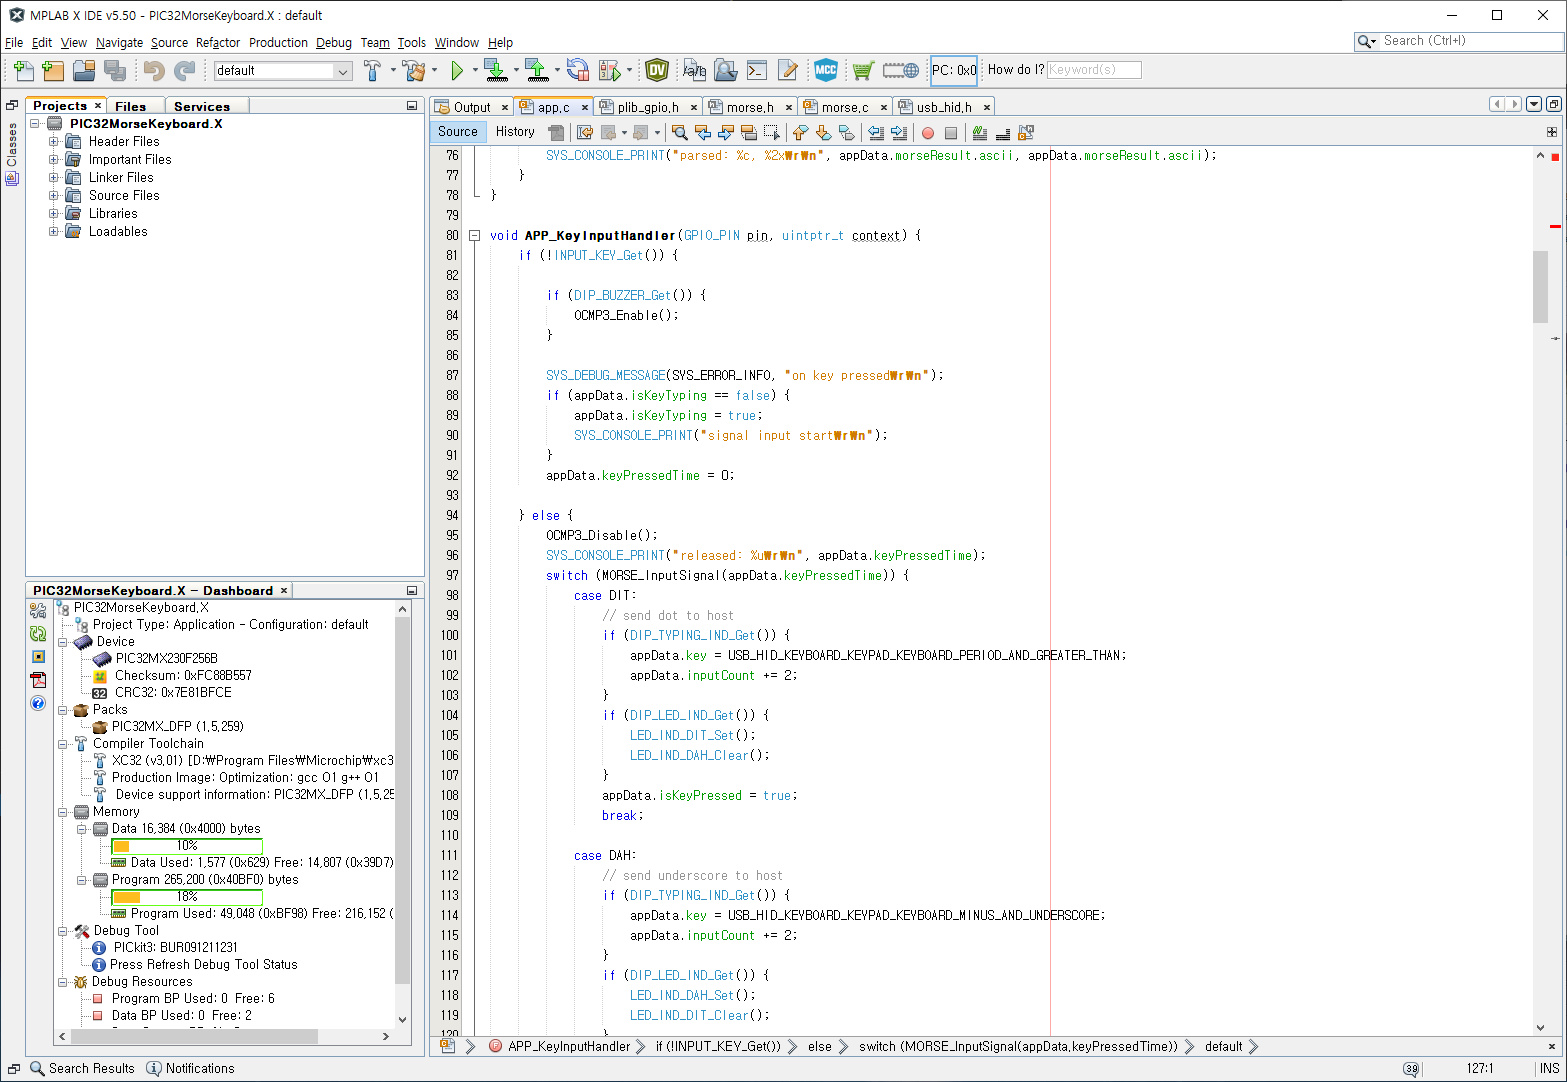 MPLAB X IDE v5.50 - PIC32MorseKeyboard.X : default
File Edit View Navigate Source Refactor Production Debug Team Tools Window Help
Search (Ctrl+I)
default
PC: 0x0
How do I? Keyword(s)
Projects Files Services
Classes
PIC32MorseKeyboard.X
Header Files
Important Files
Linker Files
Source Files
Libraries
Loadables
PIC32MorseKeyboard.X - Dashboard
PIC32MorseKeyboard.X
Project Type: Application - Configuration: default
Device
PIC32MX230F256B
Checksum: 0xFC88B557
CRC32: 0x7E81BFCE
Packs
PIC32MX_DFP (1.5.259)
Compiler Toolchain
XC32 (v3.01) [D:₩Program Files₩Microchip₩xc3
Production Image: Optimization: gcc O1 g++ O1
Device support information: PIC32MX_DFP (1.5.25
Memory
Data 16,384 (0x4000) bytes
10%
Data Used: 1,577 (0x629) Free: 14,807 (0x39D7)
Program 265,200 (0x40BF0) bytes
18%
Program Used: 49,048 (0xBF98) Free: 216,152 (
Debug Tool
PICkit3: BUR091211231
Press Refresh Debug Tool Status
Debug Resources
Program BP Used: 0 Free: 6
Data BP Used: 0 Free: 2
Output app.c plib_gpio.h morse.h morse.c usb_hid.h
Source History
76 SYS_CONSOLE_PRINT("parsed: %c, %2x₩r₩n", appData.morseResult.ascii, appData.morseResult.ascii);
77 }
78 }
79
80 void APP_KeyInputHandler(GPIO_PIN pin, uintptr_t context) {
81 if (!INPUT_KEY_Get()) {
82
83 if (DIP_BUZZER_Get()) {
84 OCMP3_Enable();
85 }
86
87 SYS_DEBUG_MESSAGE(SYS_ERROR_INFO, "on key pressed₩r₩n");
88 if (appData.isKeyTyping == false) {
89 appData.isKeyTyping = true;
90 SYS_CONSOLE_PRINT("signal input start₩r₩n");
91 }
92 appData.keyPressedTime = 0;
93
94 } else {
95 OCMP3_Disable();
96 SYS_CONSOLE_PRINT("released: %u₩r₩n", appData.keyPressedTime);
97 switch (MORSE_InputSignal(appData.keyPressedTime)) {
98 case DIT:
99 // send dot to host
100 if (DIP_TYPING_IND_Get()) {
101 appData.key = USB_HID_KEYBOARD_KEYPAD_KEYBOARD_PERIOD_AND_GREATER_THAN;
102 appData.inputCount += 2;
103 }
104 if (DIP_LED_IND_Get()) {
105 LED_IND_DIT_Set();
106 LED_IND_DAH_Clear();
107 }
108 appData.isKeyPressed = true;
109 break;
110
111 case DAH:
112 // send underscore to host
113 if (DIP_TYPING_IND_Get()) {
114 appData.key = USB_HID_KEYBOARD_KEYPAD_KEYBOARD_MINUS_AND_UNDERSCORE;
115 appData.inputCount += 2;
116 }
117 if (DIP_LED_IND_Get()) {
118 LED_IND_DAH_Set();
119 LED_IND_DIT_Clear();
120 }
APP_KeyInputHandler if (!INPUT_KEY_Get()) else switch (MORSE_InputSignal(appData.keyPressedTime)) default
Search Results Notifications
39 127:1 INS